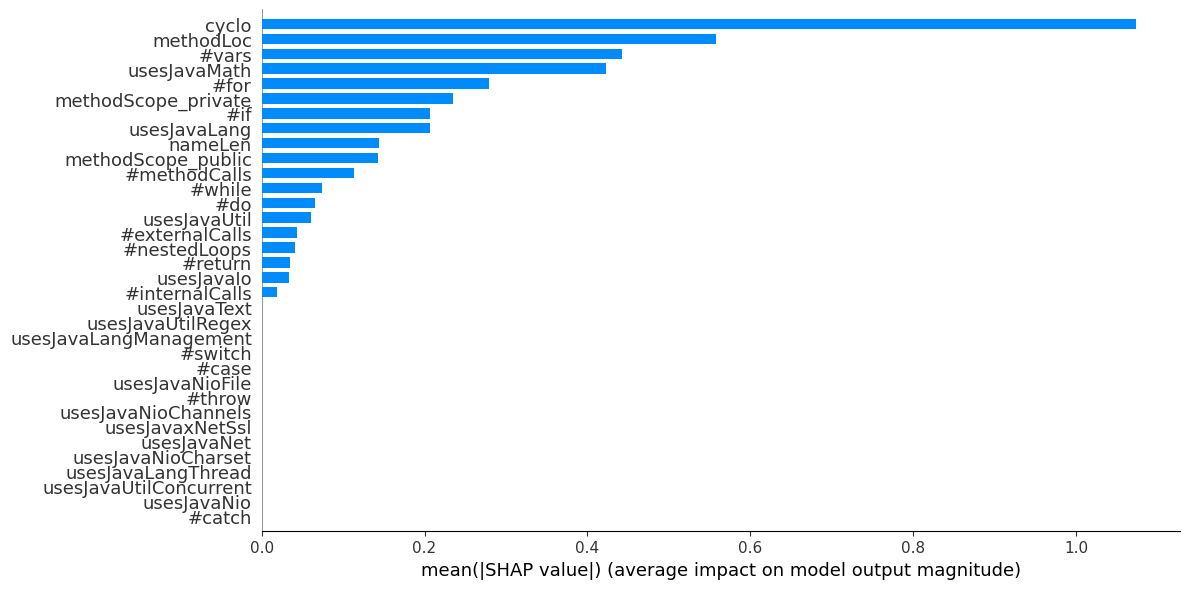 cyclo
methodLoc
#vars
usesJavaMath
#for
methodScope_private
#if
usesJavaLang
nameLen
methodScope_public
#methodCalls
#while
#do
usesJavaUtil
#externalCalls
#nestedLoops
#return
usesJavaIo
#internalCalls
usesJavaText
usesJavaUtilRegex
usesJavaLangManagement
#switch
#case
usesJavaNioFile
#throw
usesJavaNioChannels
usesJavaxNetSsl
usesJavaNet
usesJavaNioCharset
usesJavaLangThread
usesJavaUtilConcurrent
usesJavaNio
#catch
0.0 0.2 0.4 0.6 0.8 1.0
mean(|SHAP value|) (average impact on model output magnitude)